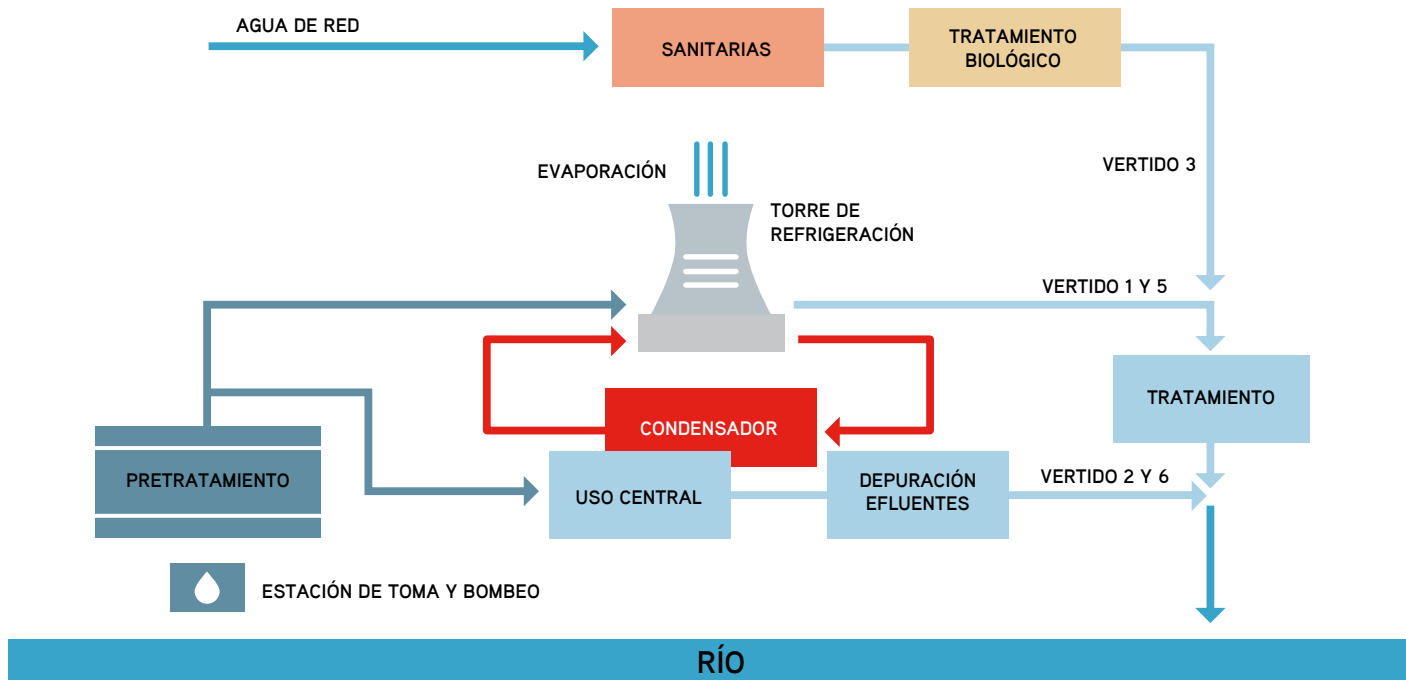 AGUA DE RED
SANITARIAS
TRATAMIENTO
BIOLÓGICO
EVAPORACIÓN
VERTIDO 3
TORRE DE
REFRIGERACIÓN
VERTIDO 1 Y 5
TRATAMIENTO
CONDENSADOR
PRETRATAMIENTO
USO CENTRAL
DEPURACIÓN
EFLUENTES
VERTIDO 2 Y 6
ESTACIÓN DE TOMA Y BOMBEO
RÍO